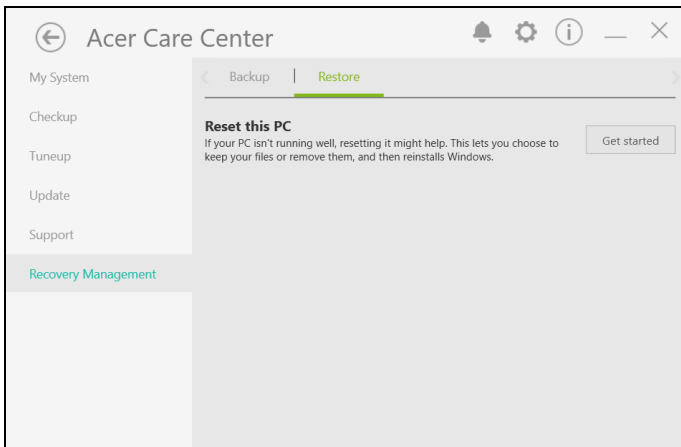 Acer Care Center
My System
Checkup
Tuneup
Update
Support
Recovery Management
Backup | Restore
Reset this PC
If your PC isn't running well, resetting it might help. This lets you choose to
keep your files or remove them, and then reinstalls Windows.
Get started